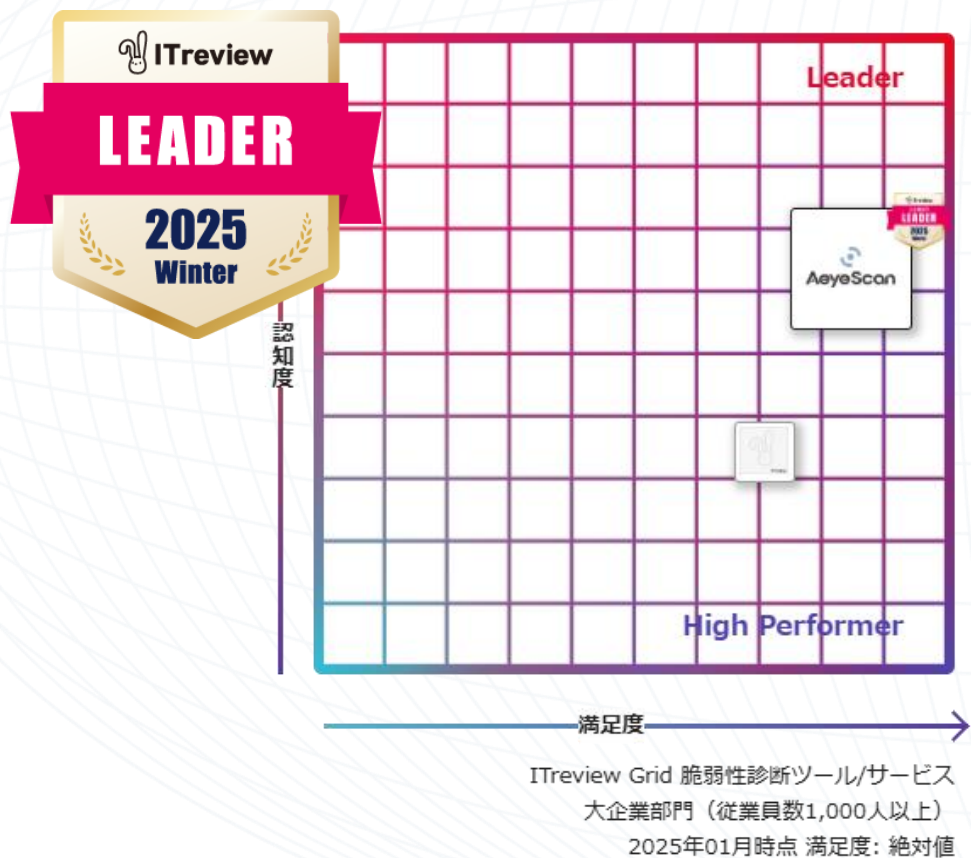 ITreview
LEADER
2025
Winter
Leader
LEADER
2025
AeyeScan
認知度
High Performer
満足度
ITreview Grid 脆弱性診断ツール/サービス
大企業部門（従業員数1,000人以上）
2025年01月時点 満足度: 絶対値